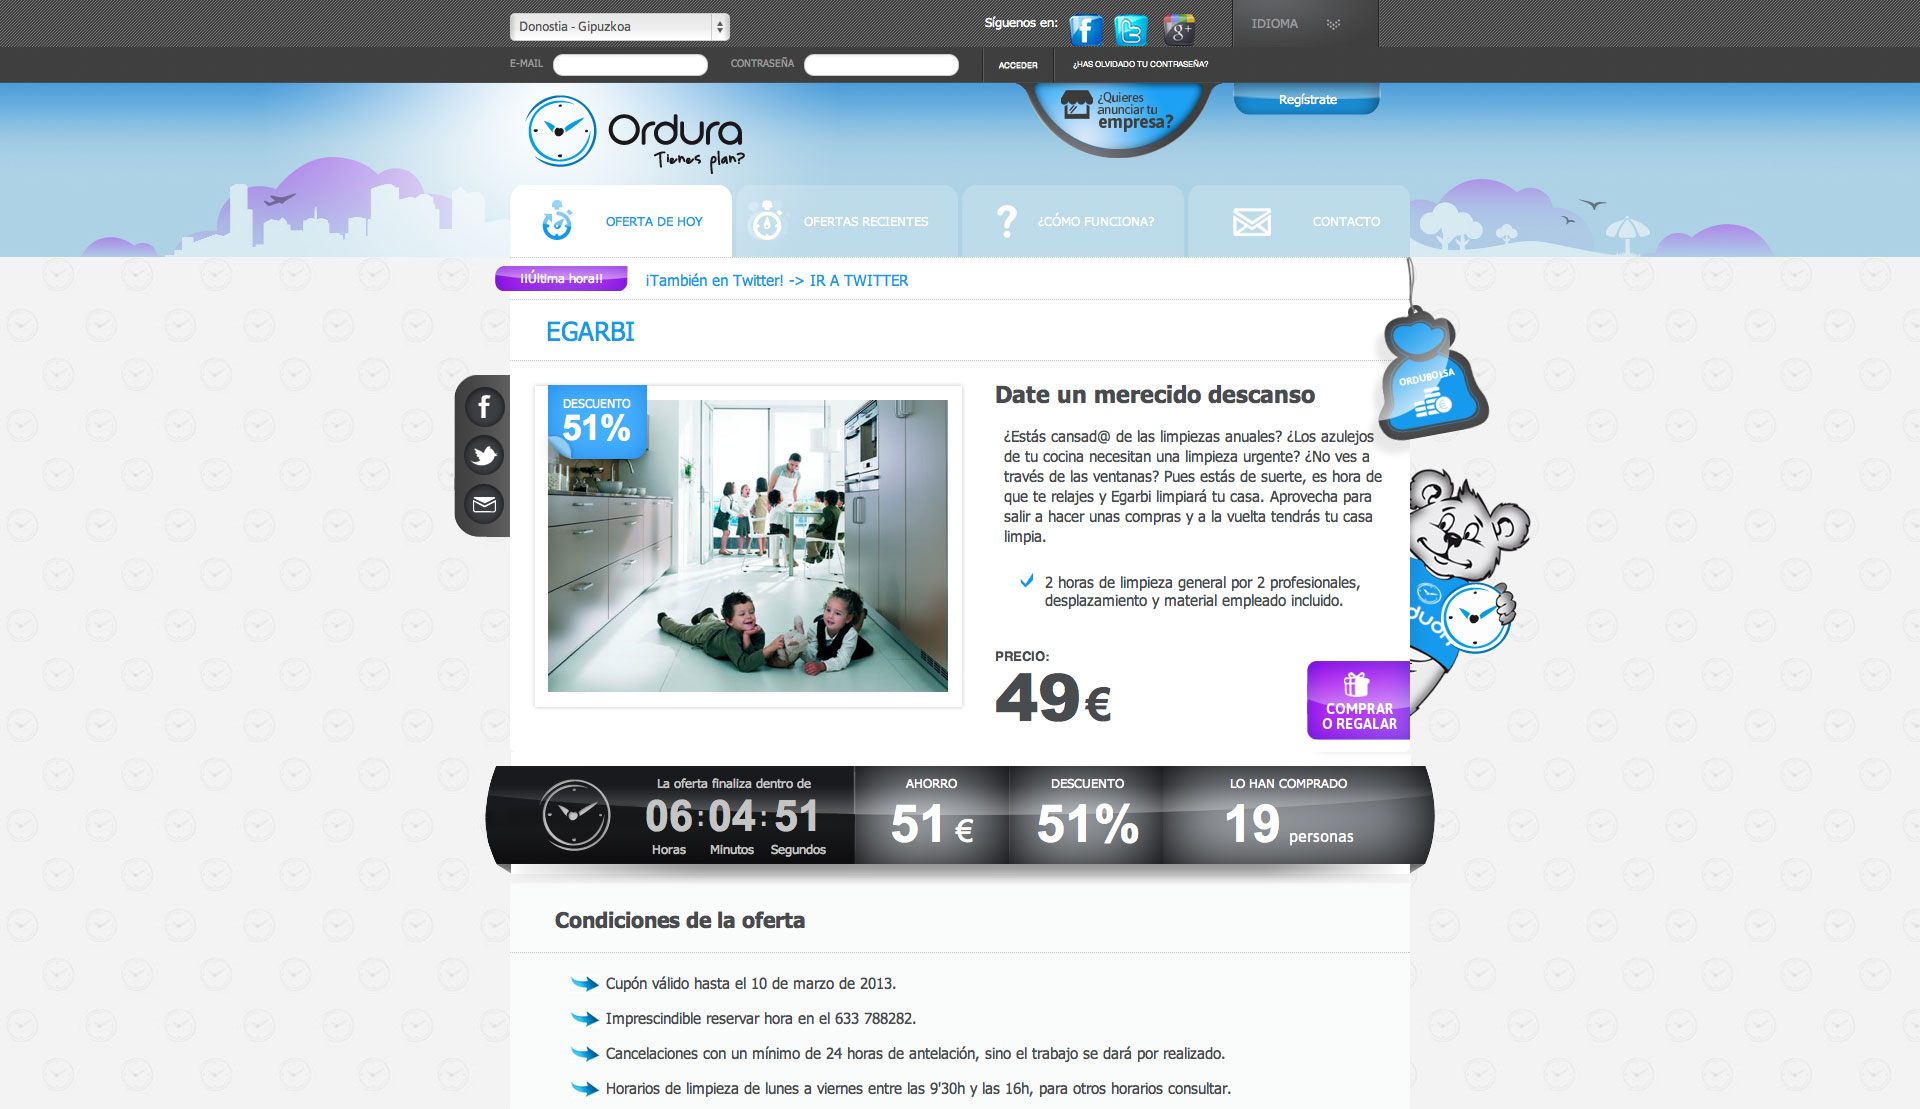 Donostia - Gipuzkoa
Síguenos en:
IDIOMA
E-MAIL
CONTRASEÑA
ACCEDER
¿HAS OLVIDADO TU CONTRASEÑA?
Ordura
Tienes plan?
¿Quieres
anunciar tu
empresa?
Regístrate
OFERTA DE HOY
OFERTAS RECIENTES
¿CÓMO FUNCIONA?
CONTACTO
¡¡Última hora!!
¡También en Twitter! -> IR A TWITTER
EGARBI
ORDUBOLSA
DESCUENTO
51%
Date un merecido descanso
¿Estás cansad@ de las limpiezas anuales? ¿Los azulejos
de tu cocina necesitan una limpieza urgente? ¿No ves a
través de las ventanas? Pues estás de suerte, es hora de
que te relajes y Egarbi limpiará tu casa. Aprovecha para
salir a hacer unas compras y a la vuelta tendrás tu casa
limpia.
2 horas de limpieza general por 2 profesionales,
desplazamiento y material empleado incluido.
PRECIO:
49€
COMPRAR
O REGALAR
La oferta finaliza dentro de
06:04:51
Horas Minutos Segundos
AHORRO
51 €
DESCUENTO
51%
LO HAN COMPRADO
19 personas
Condiciones de la oferta
Cupón válido hasta el 10 de marzo de 2013.
Imprescindible reservar hora en el 633 788282.
Cancelaciones con un mínimo de 24 horas de antelación, sino el trabajo se dará por realizado.
Horarios de limpieza de lunes a viernes entre las 9'30h y las 16h, para otros horarios consultar.